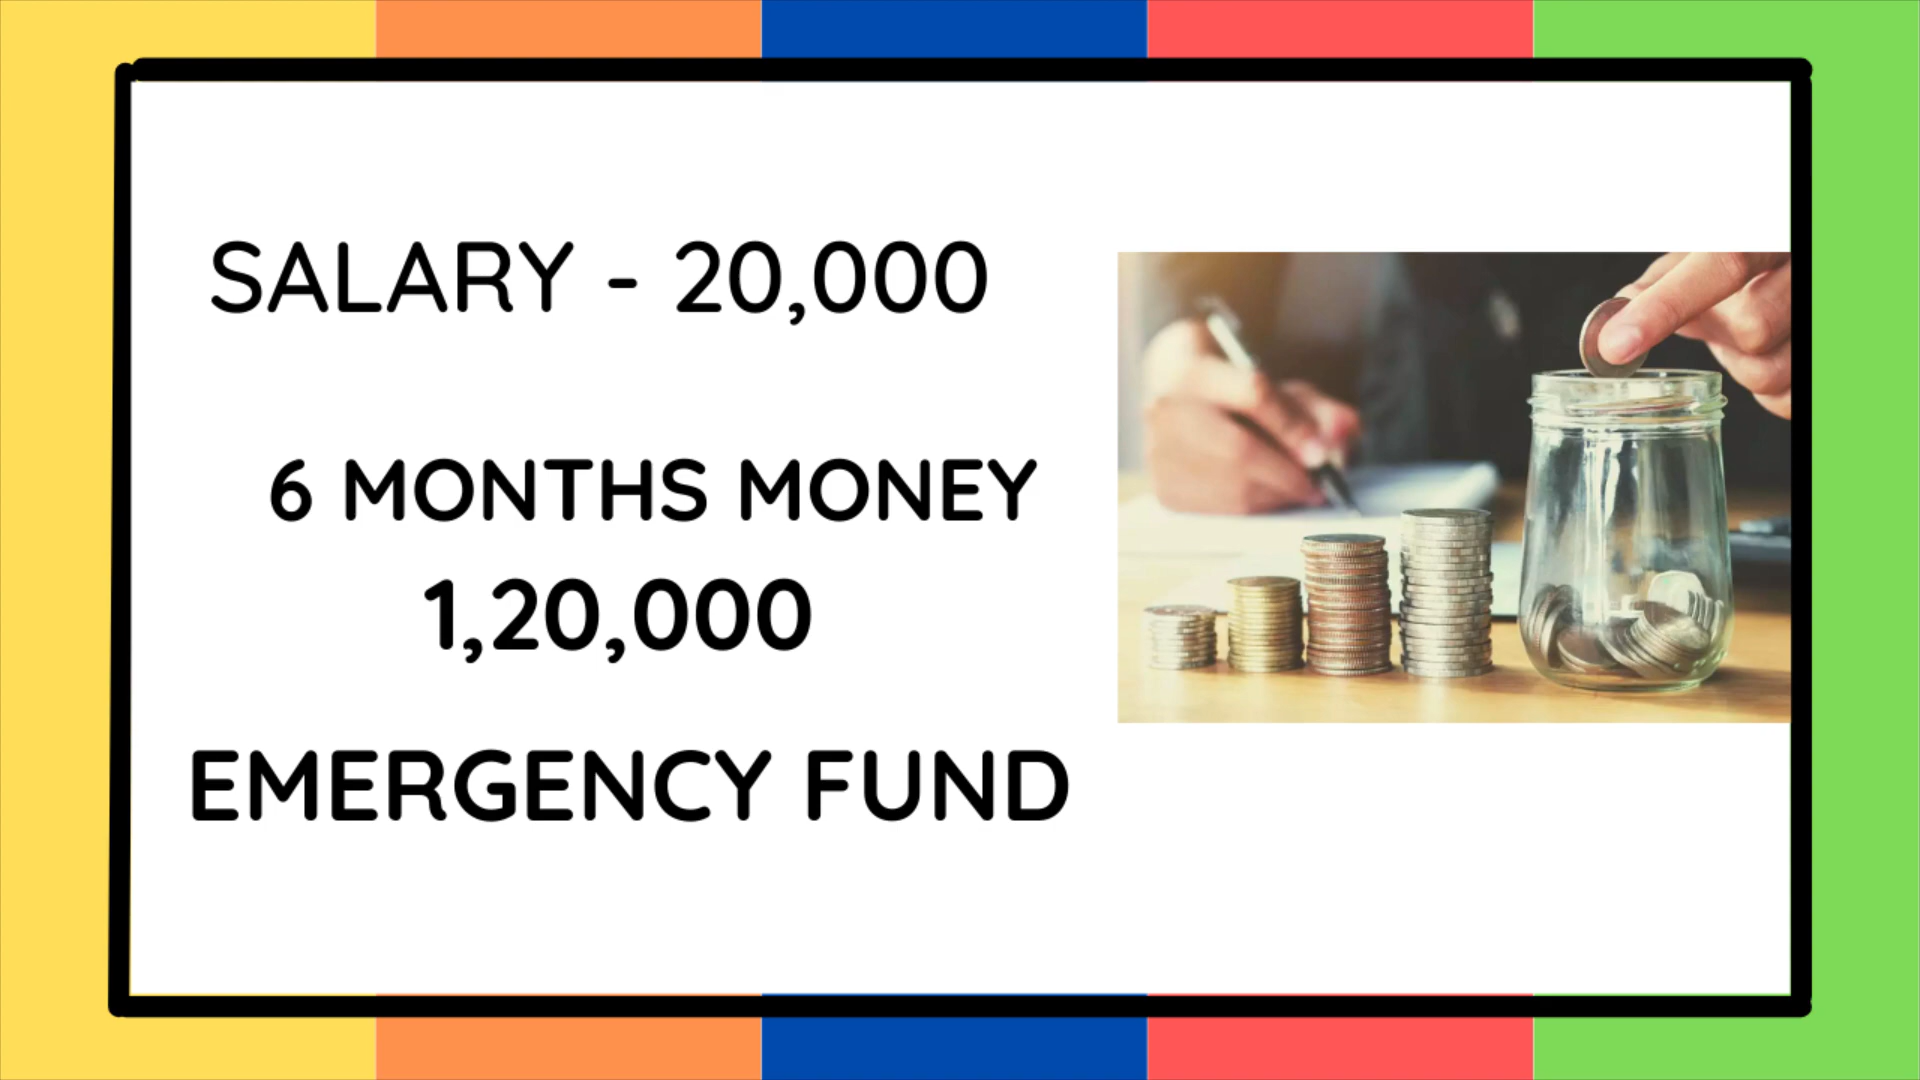 SALARY - 20,000
6 MONTHS MONEY
1,20,000
EMERGENCY FUND